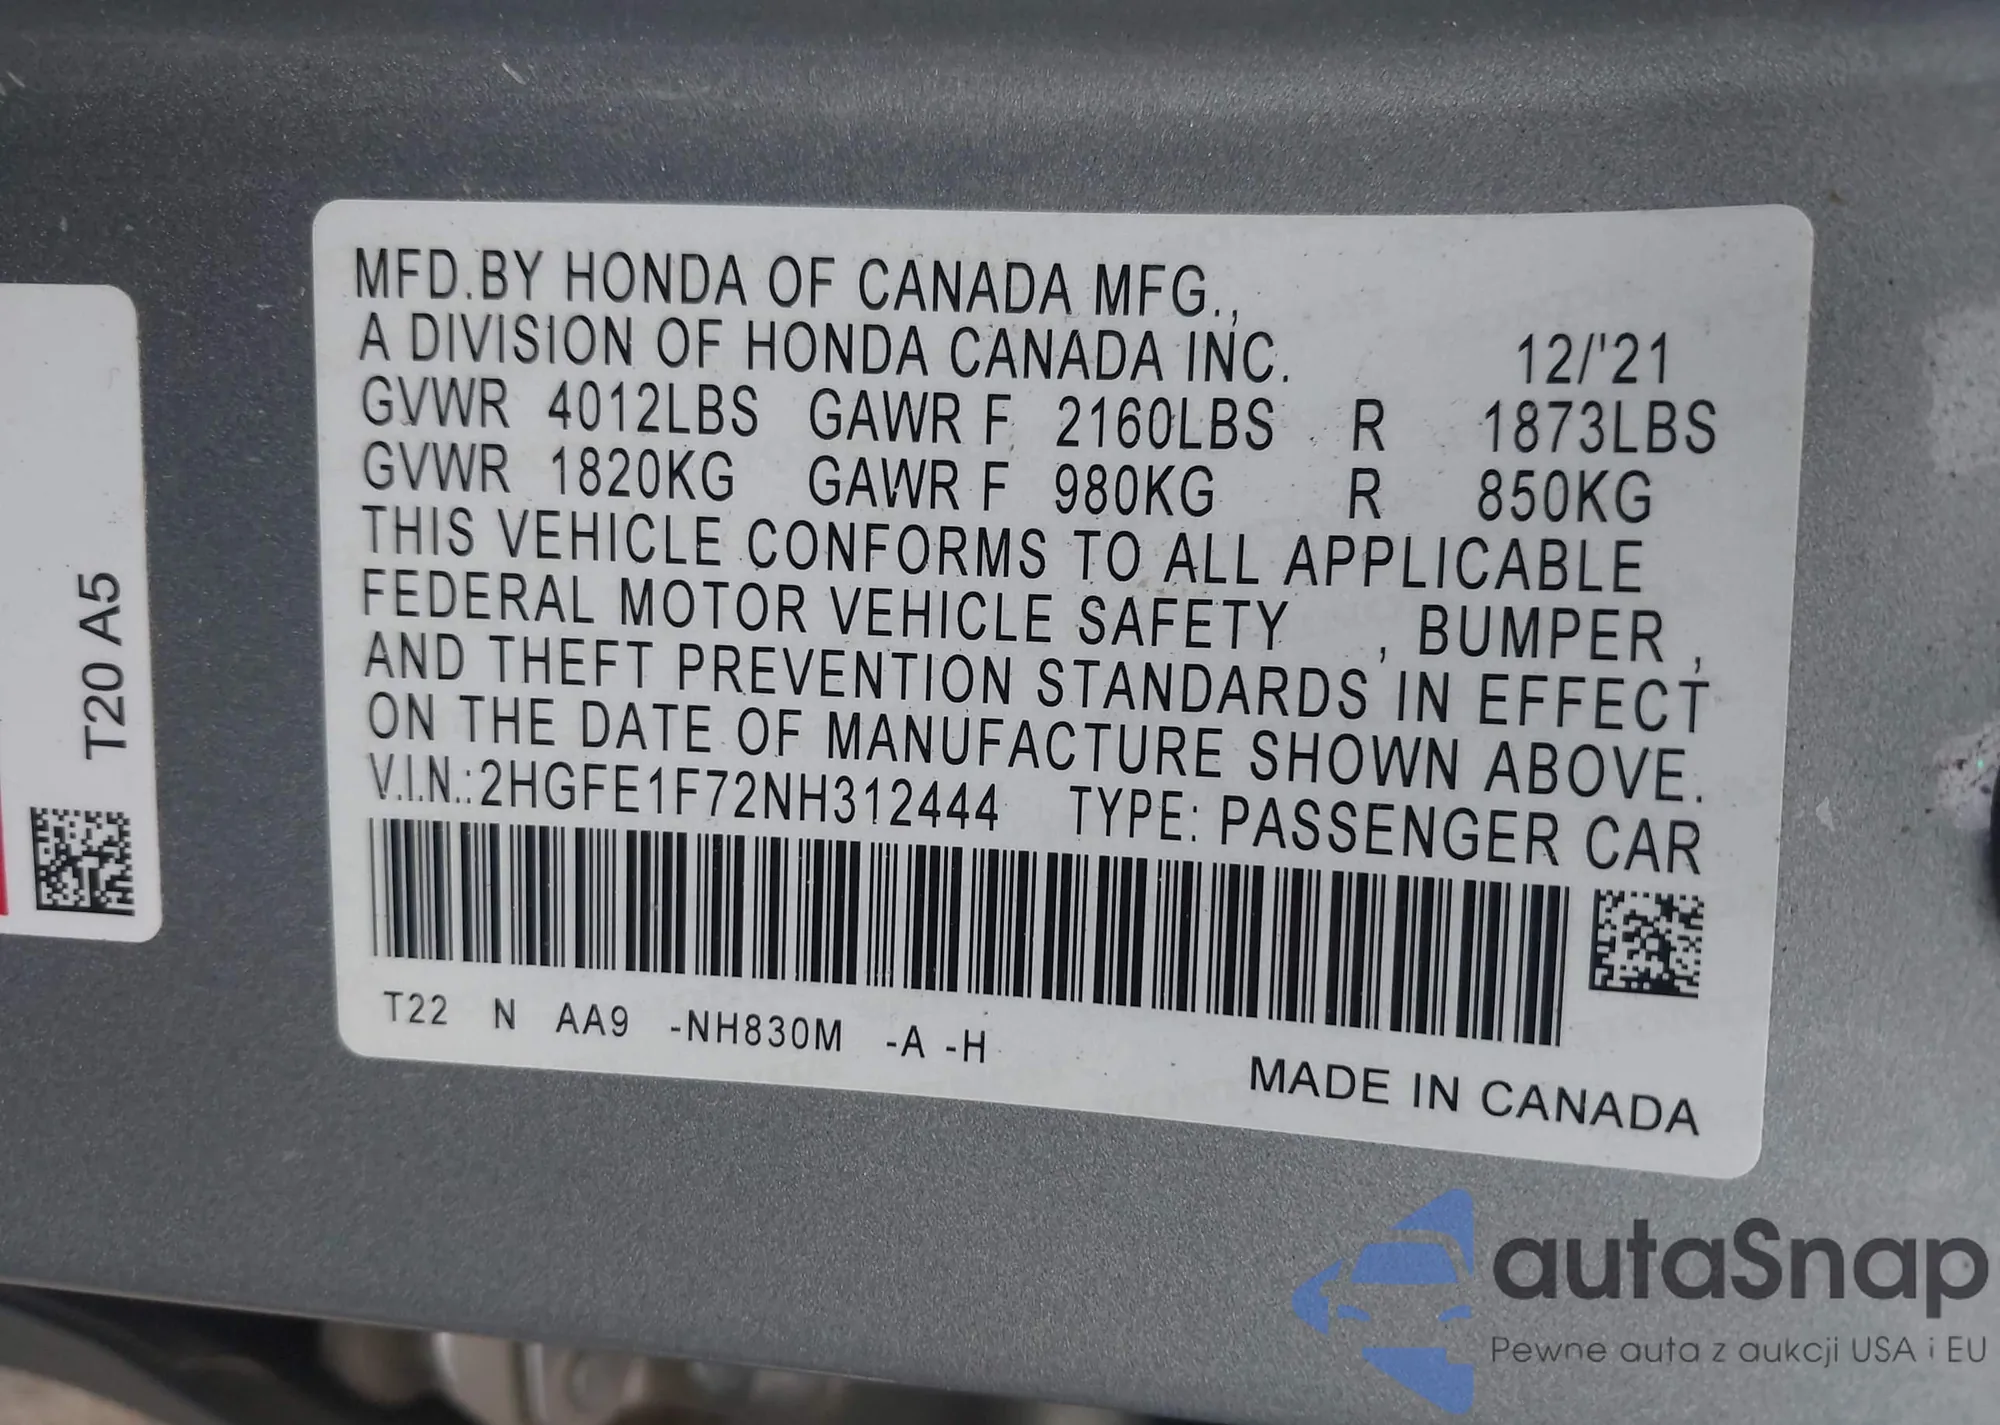 MFD.BY HONDA OF CANADA MFG.,
A DIVISION OF HONDA CANADA INC. 12/'21
GVWR 4012LBS GAWR F 2160LBS R 1873LBS
GVWR 1820KG GAWR F 980KG R 850KG
THIS VEHICLE CONFORMS TO ALL APPLICABLE
FEDERAL MOTOR VEHICLE SAFETY , BUMPER ,
AND THEFT PREVENTION STANDARDS IN EFFECT
ON THE DATE OF MANUFACTURE SHOWN ABOVE.
V.I.N.:2HGFE1F72NH312444 TYPE: PASSENGER CAR
T22 N AA9 -NH830M -A -H
MADE IN CANADA
T20 A5
autaSnap
Pewne auta z aukcji USA i EU